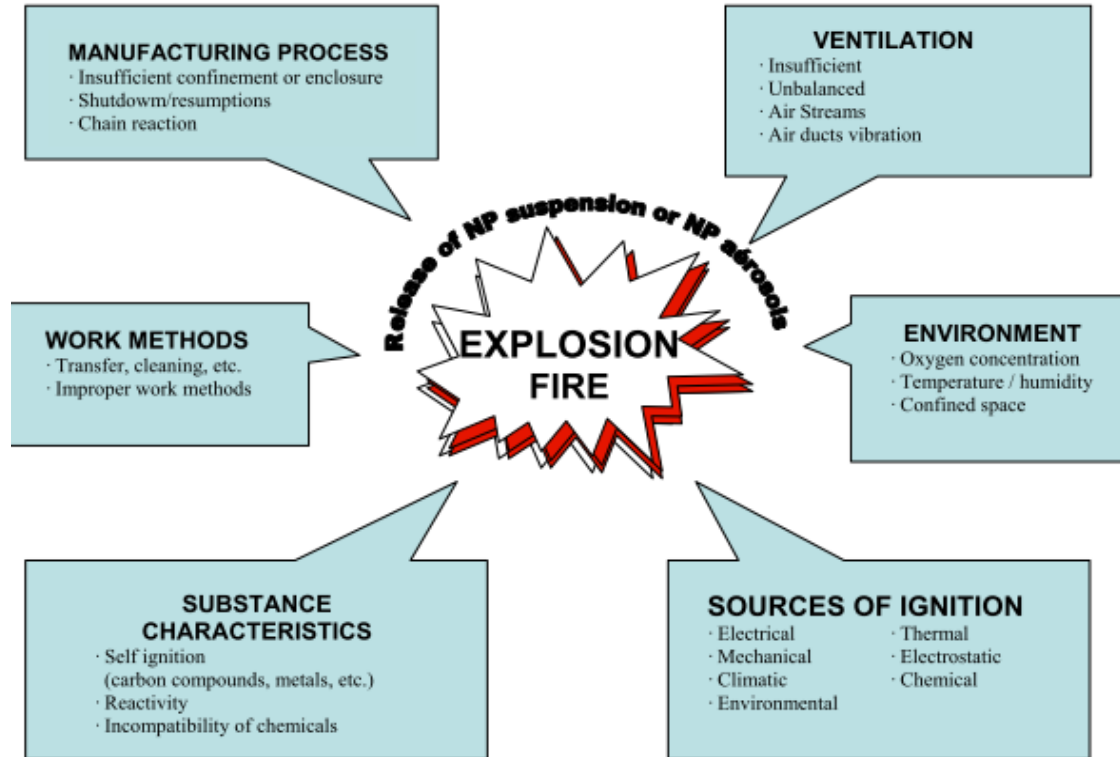 MANUFACTURING PROCESS
· Insufficient confinement or enclosure
· Shutdowm/resumptions
· Chain reaction
VENTILATION
· Insufficient
· Unbalanced
· Air Streams
· Air ducts vibration
Release of NP suspension or NP aérosols
EXPLOSION
FIRE
WORK METHODS
· Transfer, cleaning, etc.
· Improper work methods
ENVIRONMENT
· Oxygen concentration
· Temperature / humidity
· Confined space
SUBSTANCE
CHARACTERISTICS
· Self ignition
(carbon compounds, metals, etc.)
· Reactivity
· Incompatibility of chemicals
SOURCES OF IGNITION
· Electrical
· Mechanical
· Climatic
· Environmental
· Thermal
· Electrostatic
· Chemical